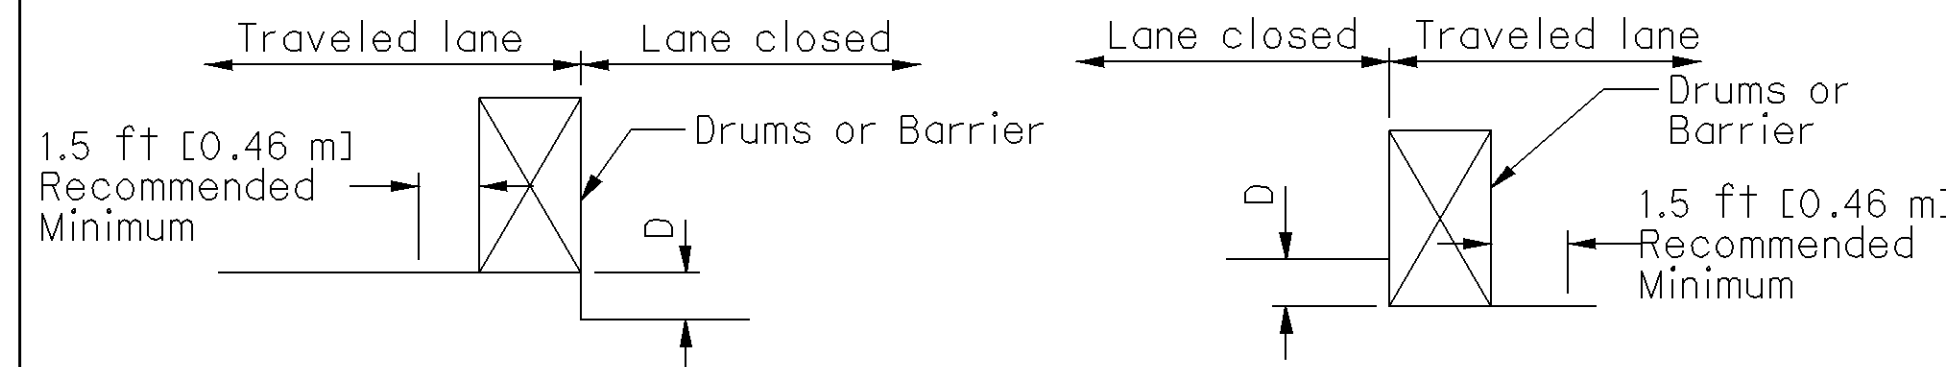 Traveled lane
Lane closed
1.5 ft [0.46 m]
Recommended
Minimum
Drums or Barrier
D
Lane closed
Traveled lane
Drums or
Barrier
D
1.5 ft [0.46 m]
Recommended
Minimum